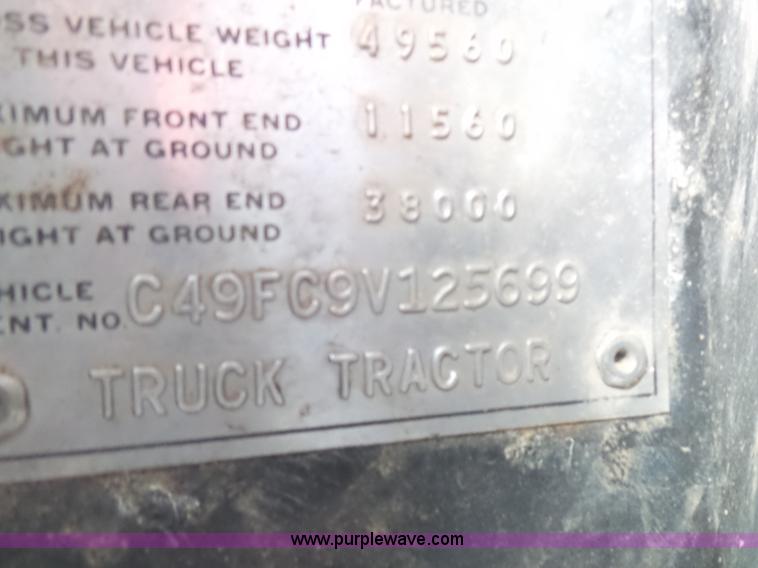 FACTURED
OSS VEHICLE WEIGHT 49560
THIS VEHICLE
XIMUM FRONT END 11560
IGHT AT GROUND
XIMUM REAR END 38000
IGHT AT GROUND
HICLE
ENT. NO. C49FC9V125699
TRUCK TRACTOR
www.purplewave.com